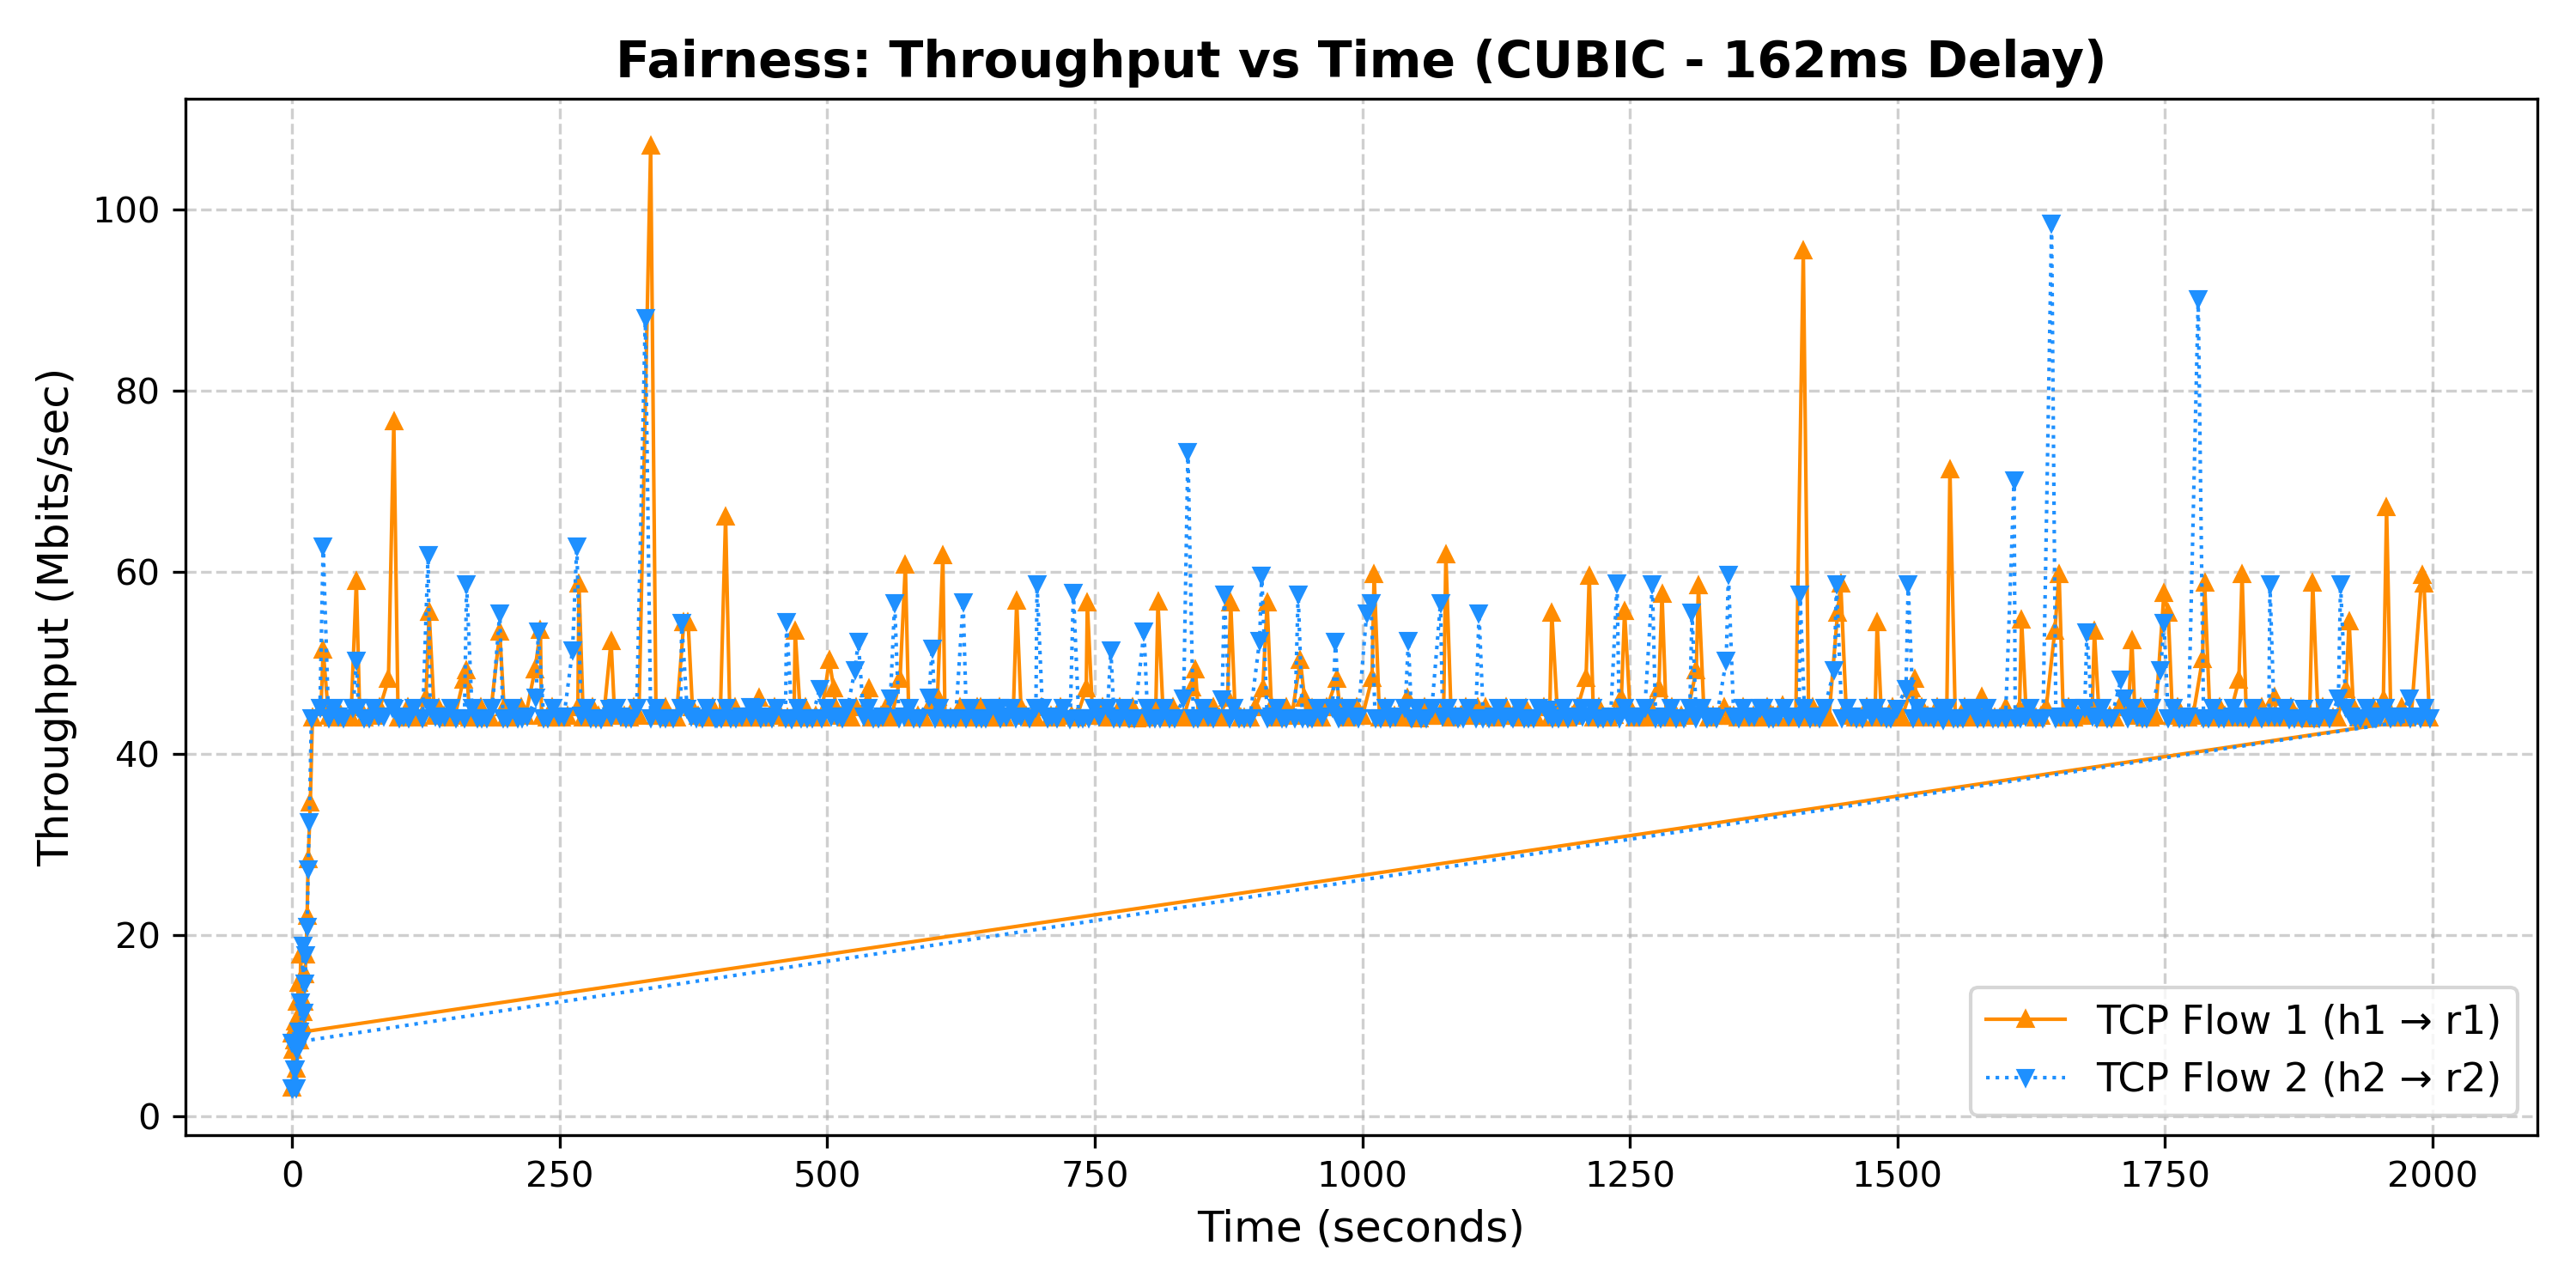 Fairness: Throughput vs Time (CUBIC - 162ms Delay)
Throughput (Mbits/sec)
100
80
60
40
20
0
0 250 500 750 1000 1250 1500 1750 2000
Time (seconds)
TCP Flow 1 (h1 → r1)
TCP Flow 2 (h2 → r2)